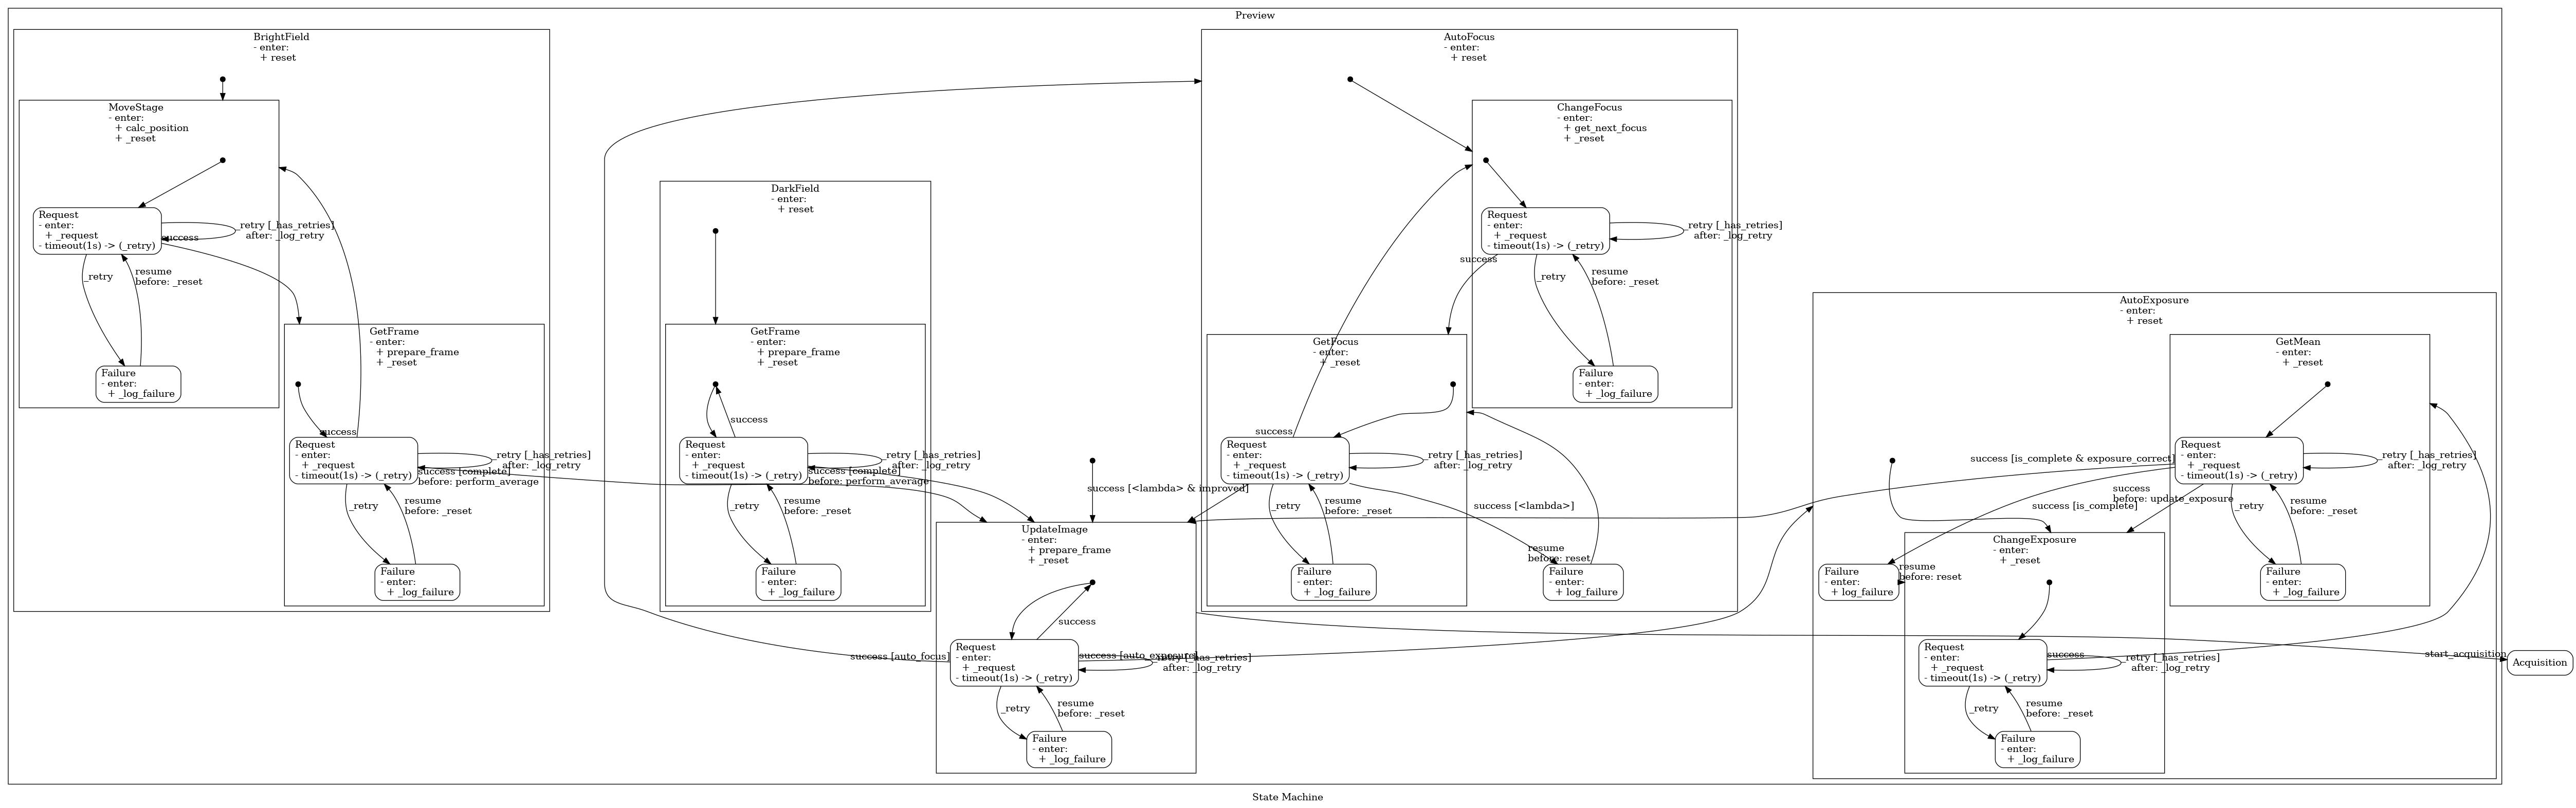 Preview
BrightField
- enter:
+ reset
MoveStage
- enter:
+ calc_position
+ _reset
Request
- enter:
+ _request
- timeout(1s) -> (_retry)
_retry [_has_retries]
after: _log_retry
success
_retry
resume
before: _reset
Failure
- enter:
+ _log_failure
GetFrame
- enter:
+ prepare_frame
+ _reset
success
Request
- enter:
+ _request
- timeout(1s) -> (_retry)
_retry [_has_retries]
after: _log_retry
success [complete]
before: perform_average
_retry
resume
before: _reset
Failure
- enter:
+ _log_failure
DarkField
- enter:
+ reset
GetFrame
- enter:
+ prepare_frame
+ _reset
success
Request
- enter:
+ _request
- timeout(1s) -> (_retry)
_retry [_has_retries]
after: _log_retry
success [complete]
before: perform_average
_retry
resume
before: _reset
Failure
- enter:
+ _log_failure
UpdateImage
- enter:
+ prepare_frame
+ _reset
success
Request
- enter:
+ _request
- timeout(1s) -> (_retry)
success [auto_focus]
success [auto_exposure]
_retry [_has_retries]
after: _log_retry
_retry
resume
before: _reset
Failure
- enter:
+ _log_failure
AutoFocus
- enter:
+ reset
ChangeFocus
- enter:
+ get_next_focus
+ _reset
Request
- enter:
+ _request
- timeout(1s) -> (_retry)
_retry [_has_retries]
after: _log_retry
success
_retry
resume
before: _reset
Failure
- enter:
+ _log_failure
GetFocus
- enter:
+ _reset
success
Request
- enter:
+ _request
- timeout(1s) -> (_retry)
_retry [_has_retries]
after: _log_retry
success [<lambda> & improved]
success [<lambda>]
_retry
resume
before: _reset
Failure
- enter:
+ _log_failure
resume
before: reset
Failure
- enter:
+ log_failure
AutoExposure
- enter:
+ reset
GetMean
- enter:
+ _reset
Request
- enter:
+ _request
- timeout(1s) -> (_retry)
_retry [_has_retries]
after: _log_retry
success [is_complete & exposure_correct]
success
before: update_exposure
success [is_complete]
_retry
resume
before: _reset
Failure
- enter:
+ _log_failure
Failure
- enter:
+ log_failure
resume
before: reset
ChangeExposure
- enter:
+ _reset
Request
- enter:
+ _request
- timeout(1s) -> (_retry)
success
_retry [_has_retries]
after: _log_retry
_retry
resume
before: _reset
Failure
- enter:
+ _log_failure
start_acquisition
Acquisition
State Machine